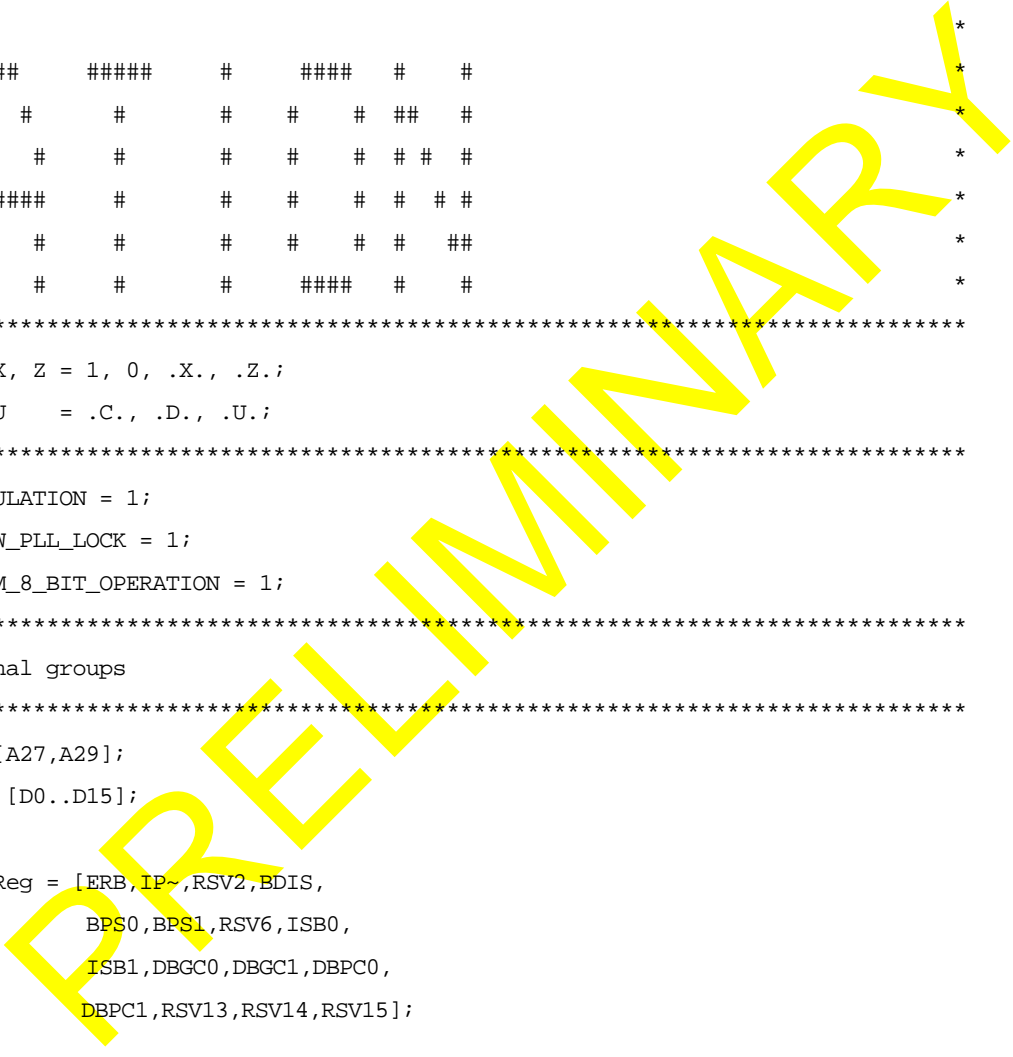 *
## ##### # #### # # *
# # # # # ## # *
# # # # # # # # *
#### # # # # # # # *
# # # # # # ## *
# # # #### # # *
************************************************************************
X, Z = 1, 0, .X., .Z.;
U = .C., .D., .U.;
************************************************************************
ULATION = 1;
W_PLL_LOCK = 1;
M_8_BIT_OPERATION = 1;
************************************************************************
nal groups
************************************************************************
[A27,A29];
[D0..D15];
Reg = [ERB,IP~,RSV2,BDIS,
BPS0,BPS1,RSV6,ISB0,
ISB1,DBGC0,DBGC1,DBPC0,
DBPC1,RSV13,RSV14,RSV15];
PRELIMINARY